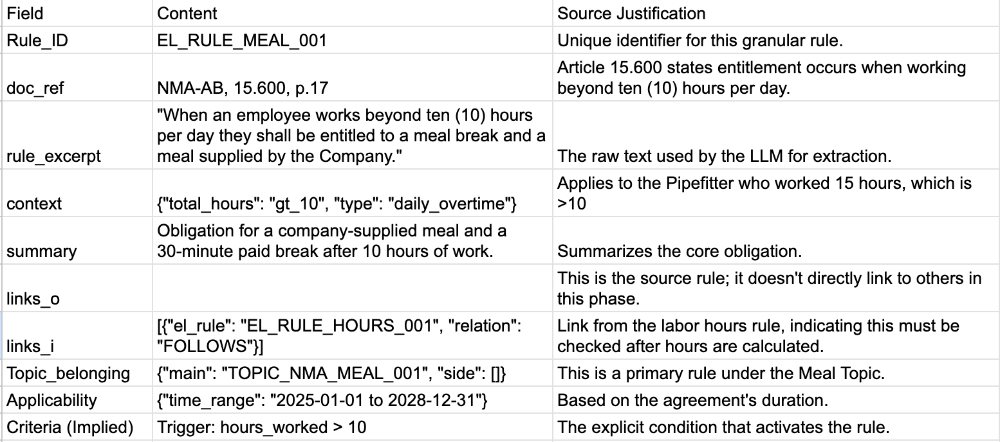 Field Content Source Justification
Rule_ID EL_RULE_MEAL_001 Unique identifier for this granular rule.
doc_ref NMA-AB, 15.600, p.17 Article 15.600 states entitlement occurs when working
beyond ten (10) hours per day.
rule_excerpt "When an employee works beyond ten (10) hours
per day they shall be entitled to a meal break and a
meal supplied by the Company." The raw text used by the LLM for extraction.
context {"total_hours": "gt_10", "type": "daily_overtime"} Applies to the Pipefitter who worked 15 hours, which is
>10
summary Obligation for a company-supplied meal and a
30-minute paid break after 10 hours of work. Summarizes the core obligation.
links_o This is the source rule; it doesn't directly link to others in
this phase.
links_i [{"el_rule": "EL_RULE_HOURS_001", "relation":
"FOLLOWS"}] Link from the labor hours rule, indicating this must be
checked after hours are calculated.
Topic_belonging {"main": "TOPIC_NMA_MEAL_001", "side": []} This is a primary rule under the Meal Topic.
Applicability {"time_range": "2025-01-01 to 2028-12-31"} Based on the agreement's duration.
Criteria (Implied) Trigger: hours_worked > 10 The explicit condition that activates the rule.